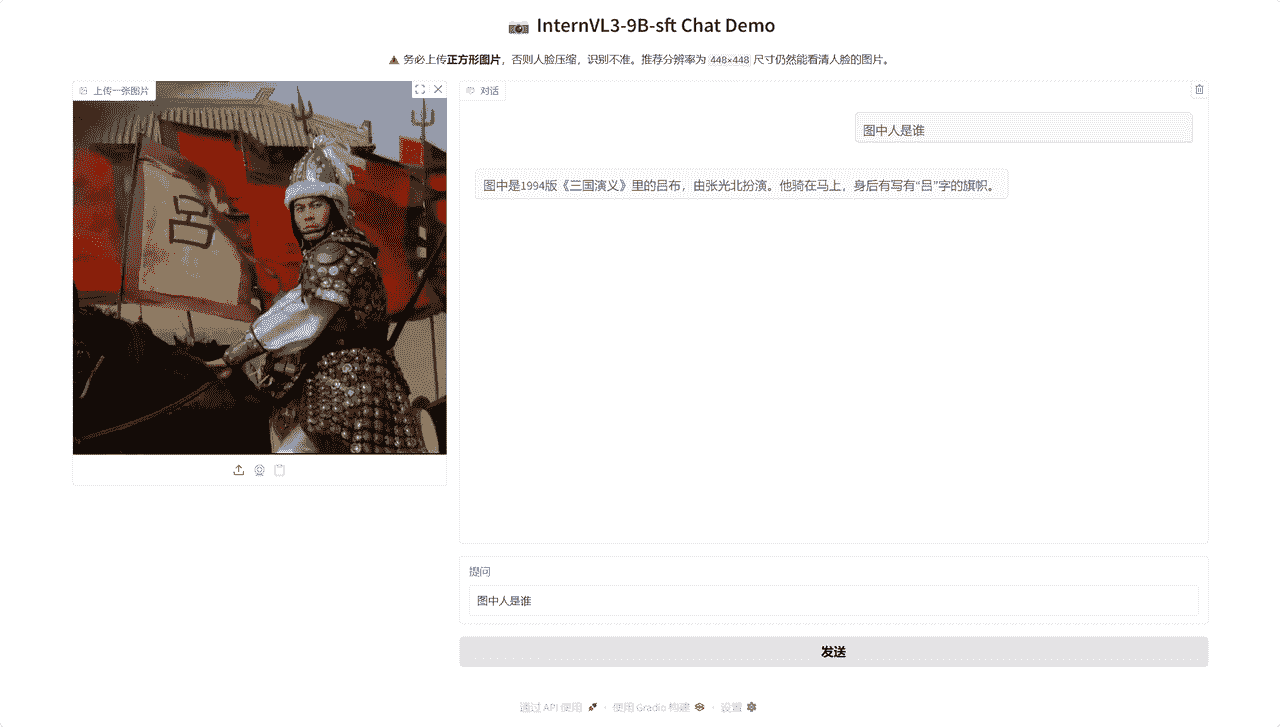 InternVL3-9B-sft Chat Demo
务必上传正方形图片，否则人脸压缩，识别不准。推荐分辨率为 448×448 尺寸仍然能看清人脸的图片。
上传一张图片
吕
对话
图中人是谁
图中是1994版《三国演义》里的吕布，由张光北扮演。他骑在马上，身后有写有“吕”字的旗帜。
提问
图中人是谁
发送
通过 API 使用 · 使用 Gradio 构建 · 设置